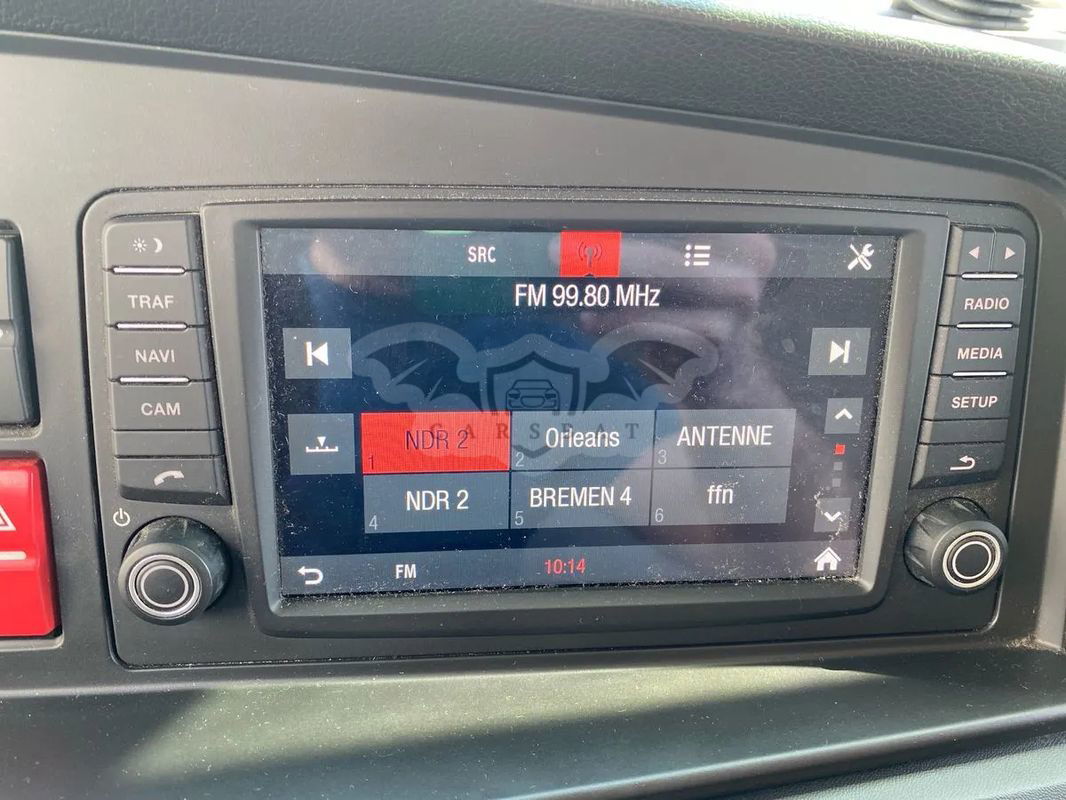 SRC
FM 99.80 MHz
TRAF
NAVI
CAM
RADIO
MEDIA
SETUP
NDR 2
1
Orleans
2
ANTENNE
3
CARSPAT
NDR 2
4
BREMEN 4
5
ffn
6
FM
10:14